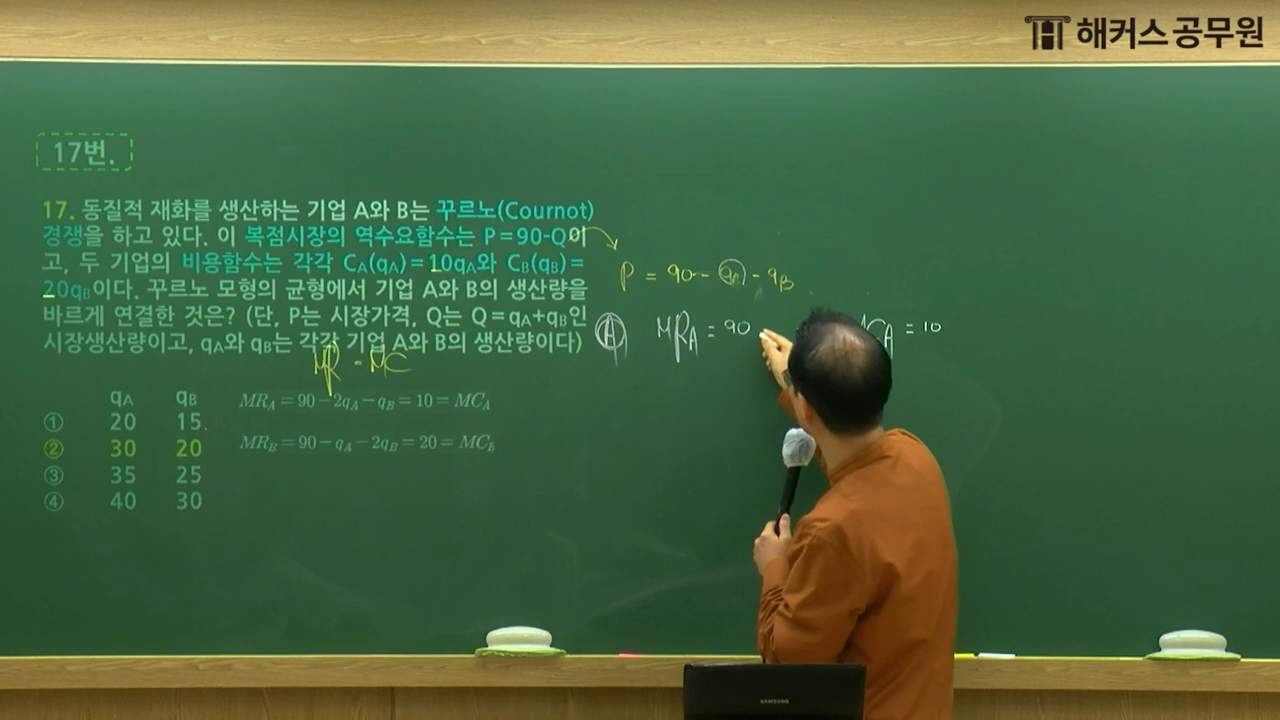 해커스공무원
17번.
17. 동질적 재화를 생산하는 기업 A와 B는 꾸르노(Cournot)
경쟁을 하고 있다. 이 복점시장의 역수요함수는 P=90-Q이
고, 두 기업의 비용함수는 각각 CA(qA)=10qA와 CB(qB)=
20qB이다. 꾸르노 모형의 균형에서 기업 A와 B의 생산량을
바르게 연결한 것은? (단, P는 시장가격, Q는 Q=qA+qB인
시장생산량이고, qA와 qB는 각각 기업 A와 B의 생산량이다)
P = 90 - qA - qB
A MRA = 90 CA = 10
MR = MC
qA qB
① 20 15.
② 30 20
③ 35 25
④ 40 30
MRA = 90-2qA-qB = 10 = MCA
MRB = 90-qA-2qB = 20 = MCB
SAMSUNG